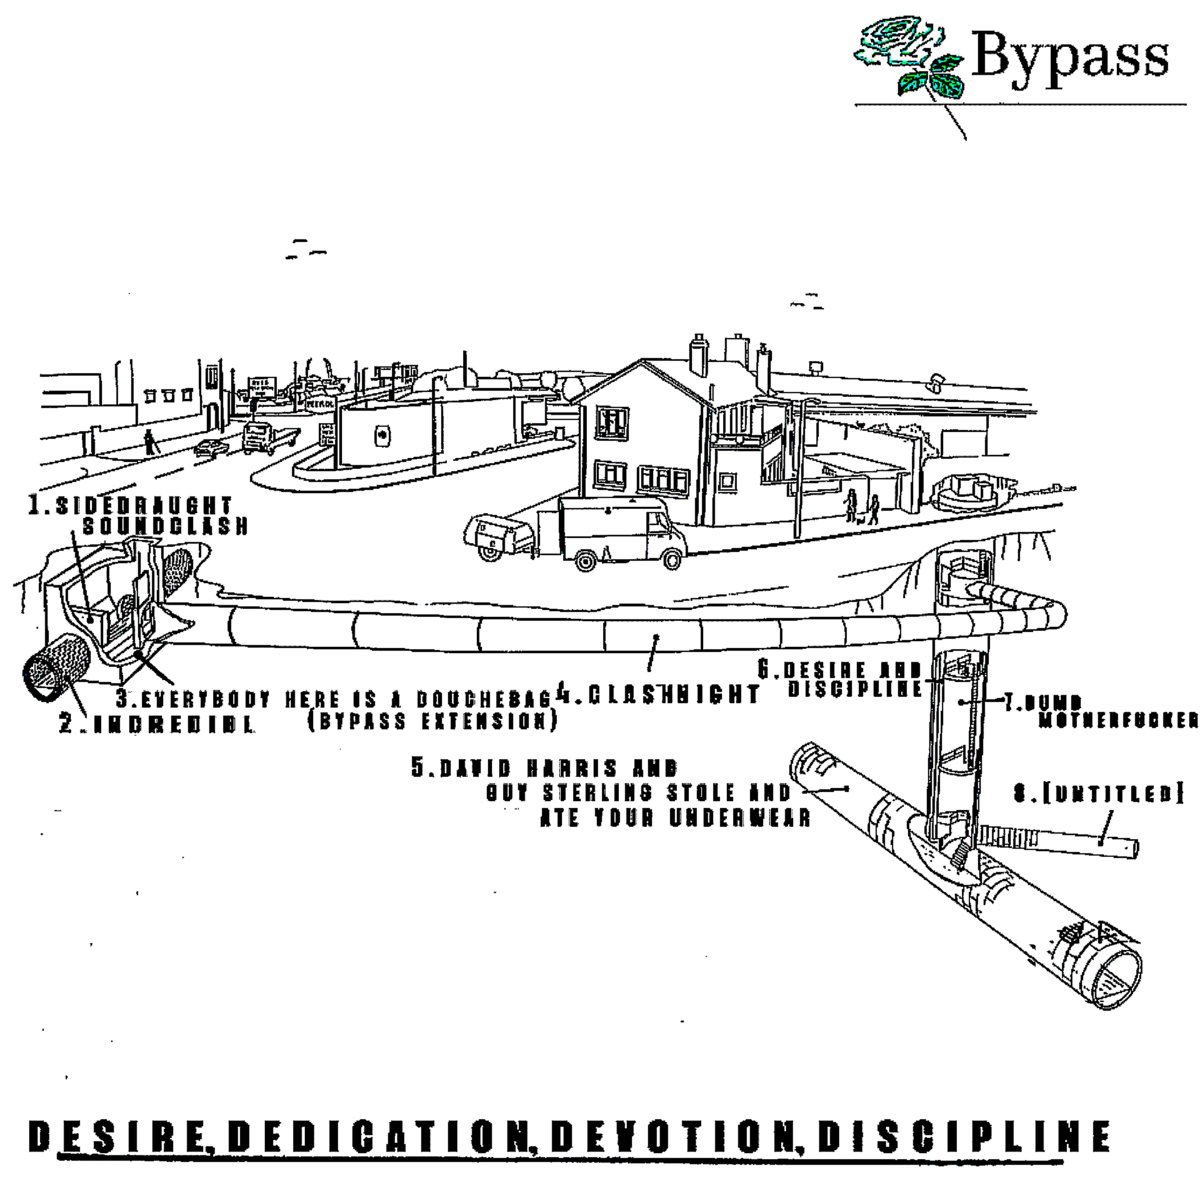 Bypass
1.SIDEDRAUGHT
SOUNDCLASH
3.EVERYBODY HERE IS A DOUCHEBAG
(BYPASS EXTENSION)
2.INCREDIBL
4.CLASHNIGHT
6.DESIRE AND
DISCIPLINE
7.DUMB
MOTHERFUCKER
5.DAVID HARRIS AND
GUY STERLING STOLE AND
ATE YOUR UNDERWEAR
8.[UNTITLED]
DESIRE, DEDICATION, DEVOTION, DISCIPLINE